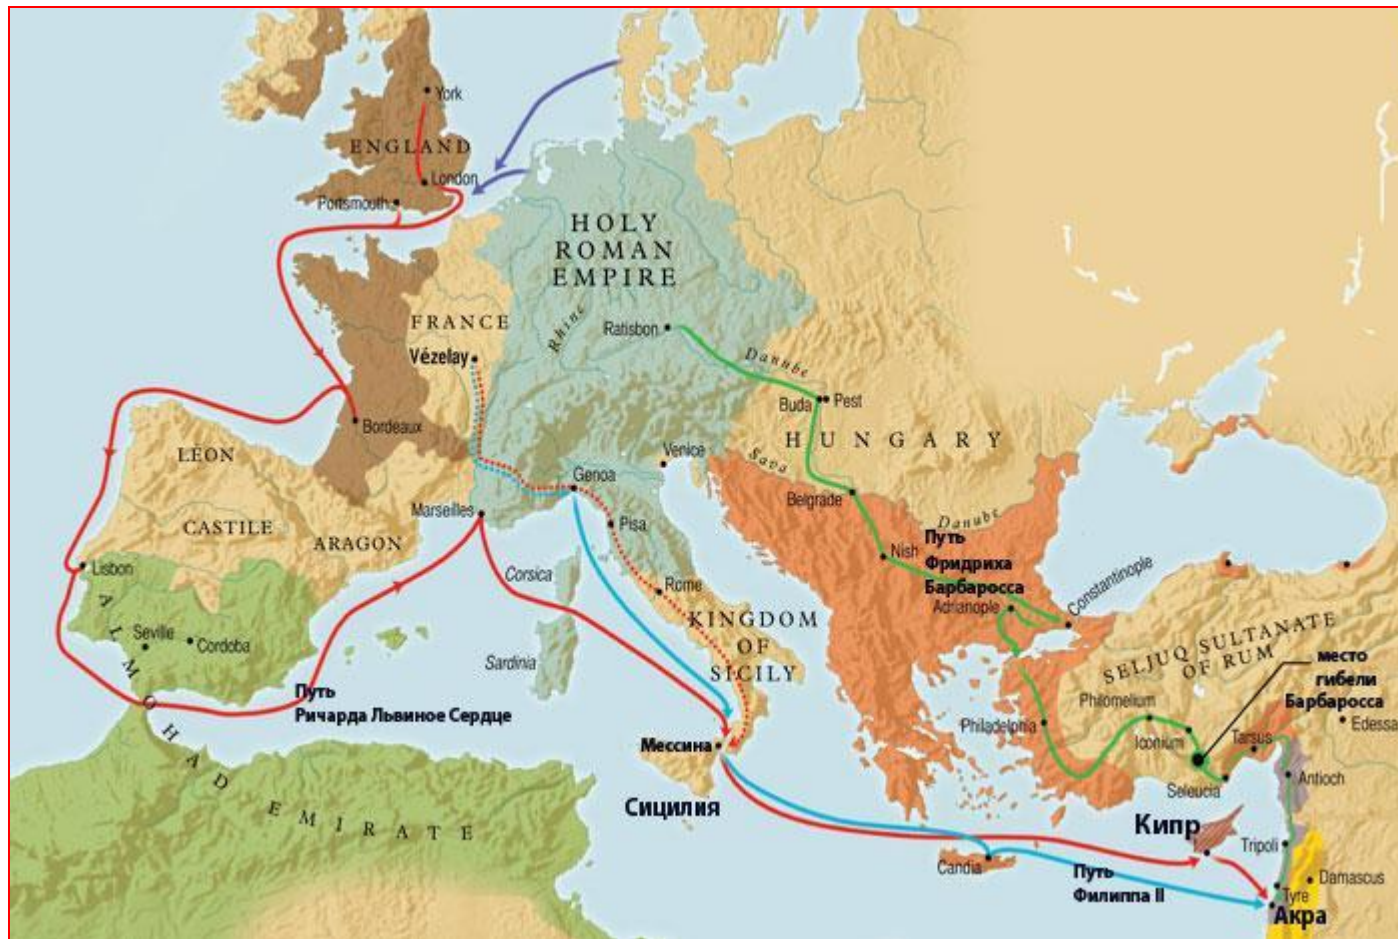 York
ENGLAND
London
Portsmouth
HOLY
ROMAN
EMPIRE
Rhine
Ratisbon
FRANCE
Vézelay
Danube
Buda
Pest
HUNGARY
Bordeaux
LÉON
CASTILE
ARAGON
Venice
Sava
Genoa
Belgrade
Marseilles
Pisa
Danube
Nish
Путь
Фридриха
Барбаросса
Adrianople
Constantinople
Lisbon
Corsica
Rome
Seville
Cordoba
Sardinia
KINGDOM
OF
SICILY
SELJUQ SULTANATE
OF RUM
место
гибели
Барбаросса
Путь
Ричарда Львиное Сердце
Philomelium
Philadelphia
Iconium
Tarsus
Edessa
Мессина
Seleucia
Antioch
Сицилия
ALMOHAD EMIRATE
Кипр
Candia
Tripoli
Путь
Филиппа II
Damascus
Tyre
Акра